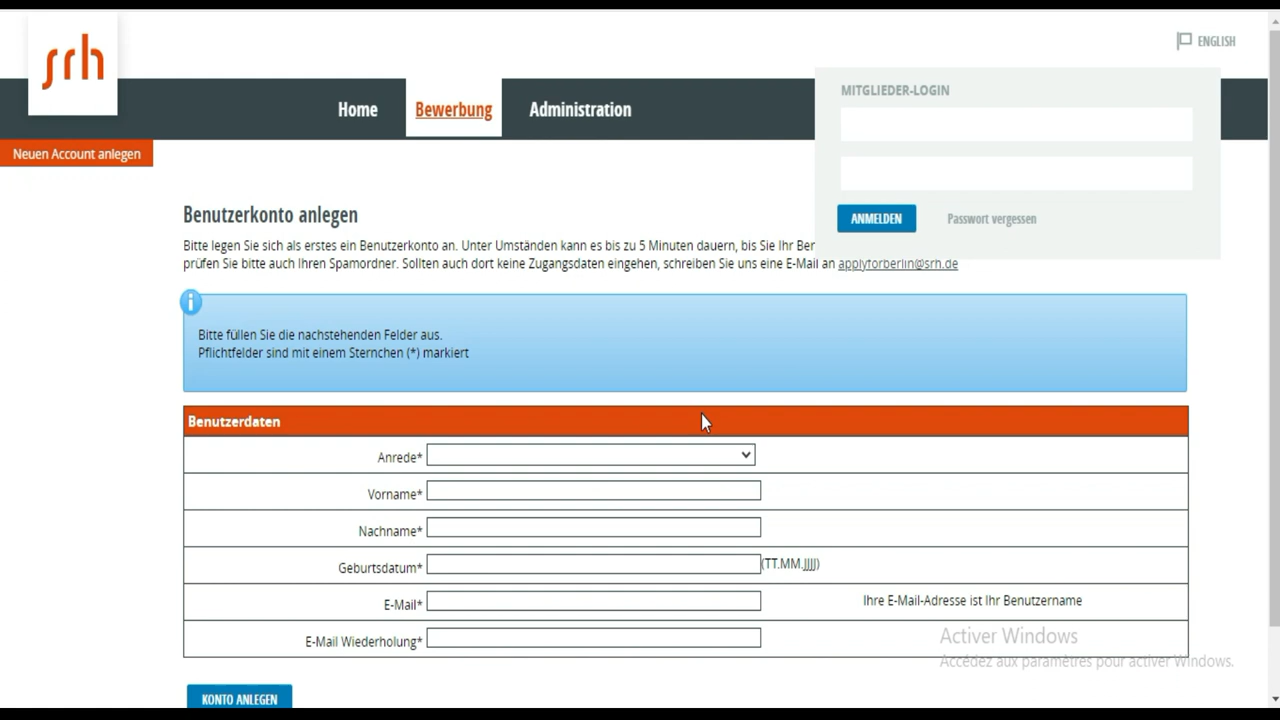 srh
ENGLISH
Home
Bewerbung
Administration
MITGLIEDER-LOGIN
ANMELDEN
Passwort vergessen
Neuen Account anlegen
Benutzerkonto anlegen
Bitte legen Sie sich als erstes ein Benutzerkonto an. Unter Umständen kann es bis zu 5 Minuten dauern, bis Sie Ihr Ber
prüfen Sie bitte auch Ihren Spamordner. Sollten auch dort keine Zugangsdaten eingehen, schreiben Sie uns eine E-Mail an applyforberlin@srh.de
Bitte füllen Sie die nachstehenden Felder aus.
Pflichtfelder sind mit einem Sternchen (*) markiert
Benutzerdaten
Anrede*
Vorname*
Nachname*
Geburtsdatum* (TT.MM.JJJJ)
E-Mail* Ihre E-Mail-Adresse ist Ihr Benutzername
E-Mail Wiederholung*
KONTO ANLEGEN
Activer Windows
Accédez aux paramètres pour activer Windows.